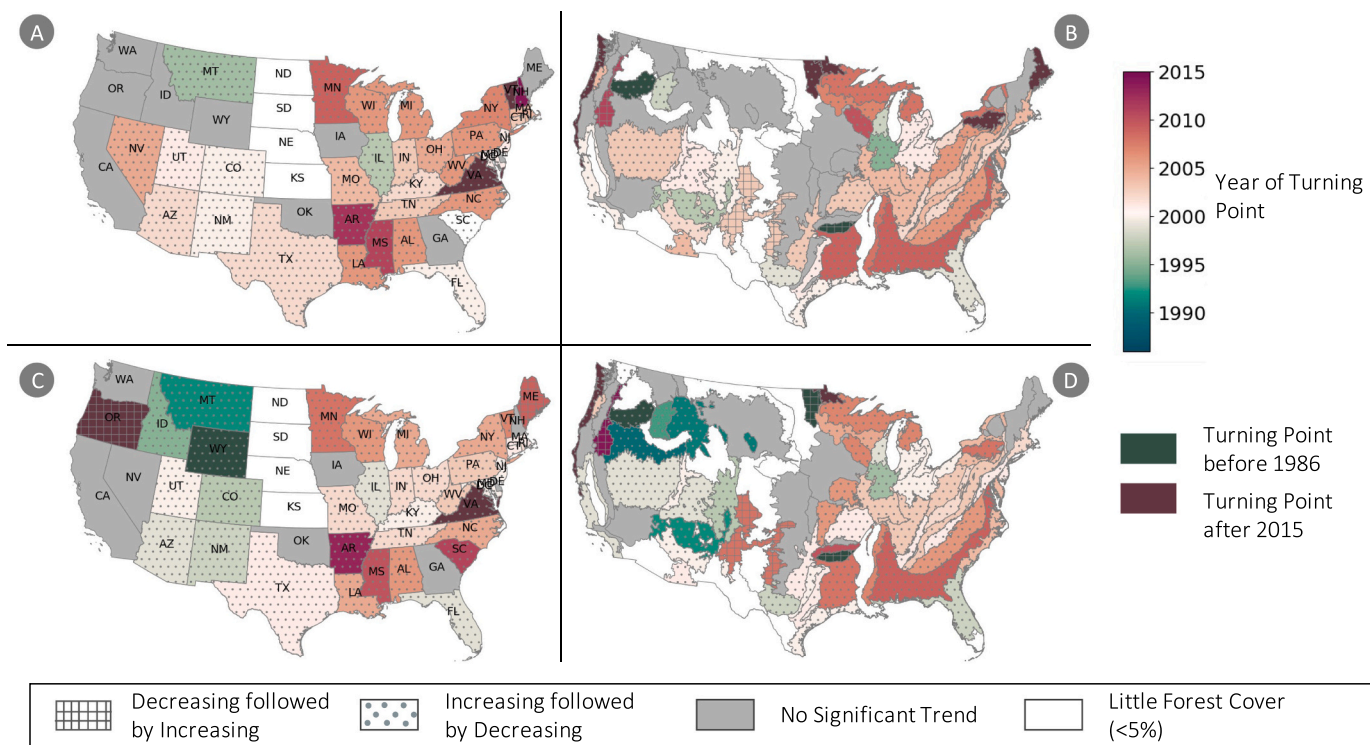 A
WA
OR
ID
MT
WY
ND
SD
NE
KS
MN
IA
WI
MI
IL
IN
OH
PA
NY
ME
VT
NH
CT
RI
NJ
DE
WV
VA
KY
TN
NC
SC
GA
FL
AL
MS
AR
LA
MO
OK
TX
NM
CO
UT
AZ
NV
CA
B
C
WA
OR
ID
MT
WY
ND
SD
NE
KS
MN
IA
WI
MI
IL
IN
OH
PA
NY
ME
VT
NH
MA
CT
RI
NJ
DE
WV
VA
KY
TN
NC
SC
GA
FL
AL
MS
AR
LA
MO
OK
TX
NM
CO
UT
AZ
NV
CA
D
2015
2010
2005
2000
1995
1990
Year of Turning
Point
Turning Point
before 1986
Turning Point
after 2015
Decreasing followed
by Increasing
Increasing followed
by Decreasing
No Significant Trend
Little Forest Cover
(<5%)